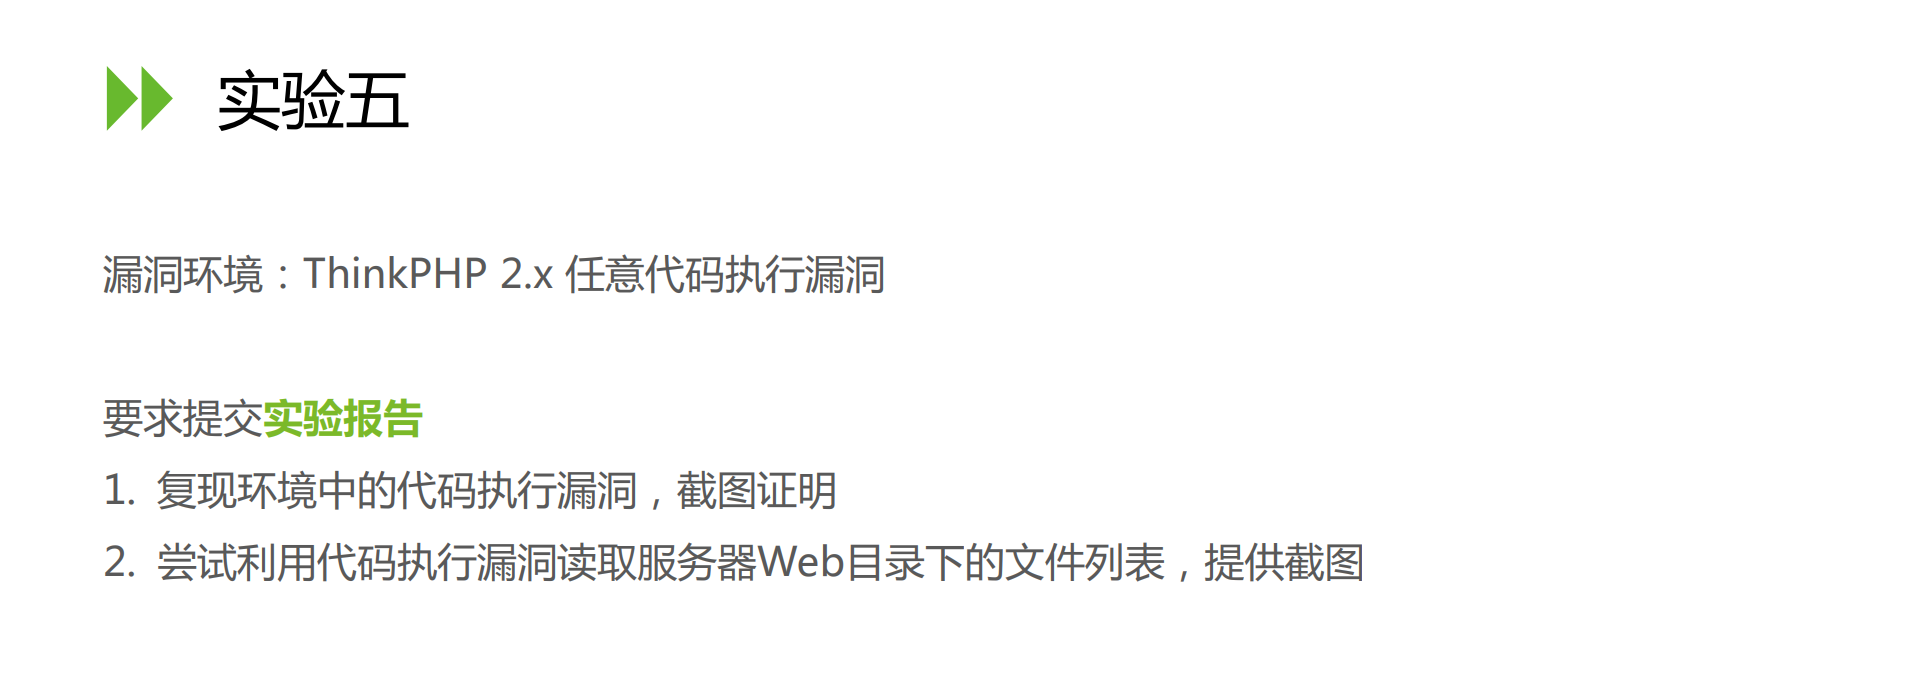 实验五
漏洞环境：ThinkPHP 2.x 任意代码执行漏洞
要求提交实验报告
1. 复现环境中的代码执行漏洞，截图证明
2. 尝试利用代码执行漏洞读取服务器Web目录下的文件列表，提供截图